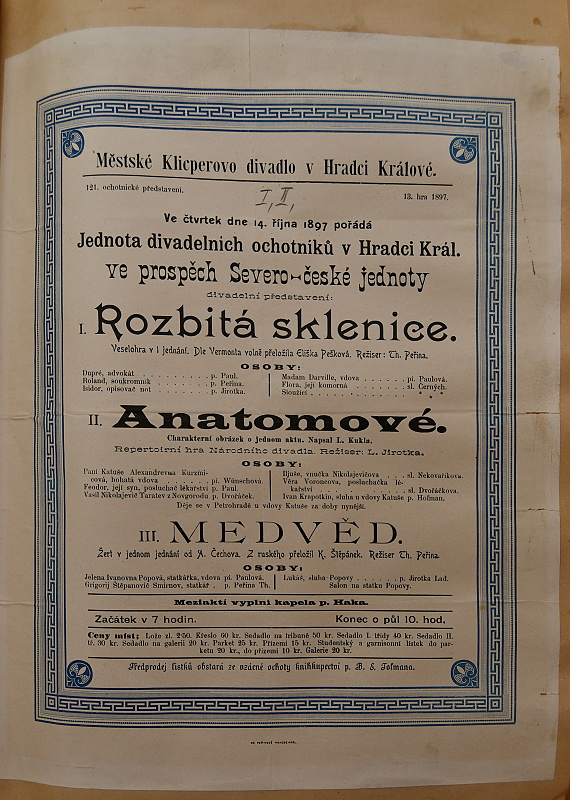 Městské Klicperovo divadlo v Hradci Králové.
121. ochotnické představení.
I, II,
13. hra 1897.
Ve čtvrtek dne 14. října 1897 pořádá
Jednota divadelních ochotníků v Hradci Král.
ve prospěch Severo-české jednoty
divadelní představení:
I. Rozbitá sklenice.
Veselohra v 1 jednání. Dle Vermonta volně přeložila Eliška Pešková. Režiser: Th. Peřina.
OSOBY:
Dupré, advokát . . . . . . . . . p. Paul.
Roland, soukromník . . . . . . . p. Peřina.
Isidor, opisovač not . . . . . . . p. Jirotka.
Madam Darville, vdova . . . . . . pí. Paulová.
Flora, její komorná . . . . . . . sl. Černých.
Sloužící . . . . . . . . . . * * *
II. Anatomové.
Charakterní obrázek o jednom aktu. Napsal L. Kukla.
Repertoirní hra Národního divadla. Režiser: L. Jirotka.
OSOBY:
Paní Katuše Alexandrevna Kurzmi-
cová, bohatá vdova . . . . . pí. Wünschová.
Feodor, její syn, posluchač lékařství p. Paul.
Vasil Nikolajevič Taratev z Novgorodu p. Dvořáček.
Iljuše, vnučka Nikolajevičova . . . sl. Nekovaříkova.
Věra Voroncova, posluchačka lé-
kařství . . . . . . . . . sl. Dvořáčkova.
Ivan Krapotkin, sluha u vdovy Katuše p. Hofman.
Děje se v Petrohradě u vdovy Katuše za doby nynější.
III. MEDVĚD.
Žert v jednom jednání od A. Čechova. Z ruského přeložil K. Štěpánek. Režiser Th. Peřina.
OSOBY:
Jelena Ivanovna Popová, statkářka, vdova pí. Paulová.
Grigorij Štěpanovič Smirnov, statkář . p. Peřina Th.
Lukáš, sluha Popovy . . . . . . p. Jirotka Lad.
Salon na statku Popovy.
Meziaktí vyplní kapela p. Haka.
Začátek v 7 hodin.
Konec o půl 10. hod.
Ceny míst: Lože zl. 2·50. Křeslo 60 kr. Sedadlo na tribuně 50 kr. Sedadlo I. třídy 40 kr. Sedadlo II.
tř. 30 kr. Sedadlo na galerii 20 kr. Parket 25 kr. Přízemí 15 kr. Studentský a garnisonní lístek do par-
ketu 20 kr., do přízemí 10 kr. Galerie 20 kr.
Předprodej lístků obstará ze vzácné ochoty knihkupectví p. B. E. Tolmana.